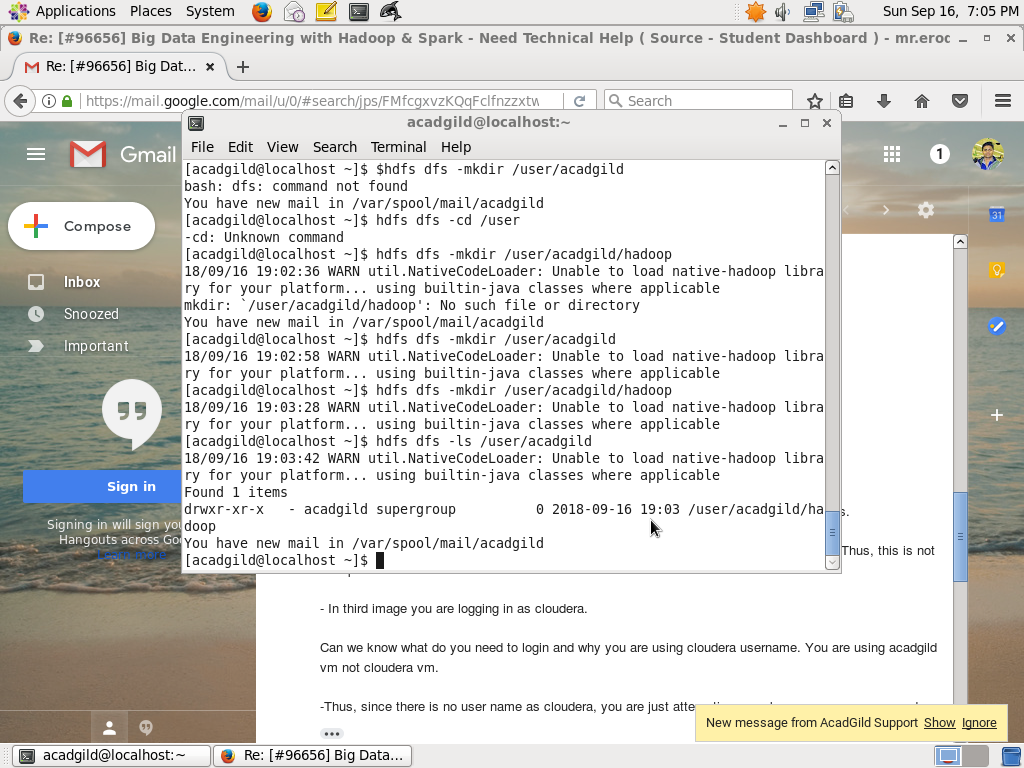 Applications Places System Sun Sep 16, 7:05 PM
Re: [#96656] Big Data Engineering with Hadoop & Spark - Need Technical Help ( Source - Student Dashboard ) - mr.eroc
Re: [#96656] Big Dat...
https://mail.google.com/mail/u/0/#search/jps/FMfcgxvzKQqFclfnzzxtw
Search
acadgild@localhost:~
File Edit View Search Terminal Help
Gmail
1
Compose
Inbox
Snoozed
Important
Sign in
Signing in will sign you
Hangouts across Goo
Learn more
31
[acadgild@localhost ~]$ $hdfs dfs -mkdir /user/acadgild
bash: dfs: command not found
You have new mail in /var/spool/mail/acadgild
[acadgild@localhost ~]$ hdfs dfs -cd /user
-cd: Unknown command
[acadgild@localhost ~]$ hdfs dfs -mkdir /user/acadgild/hadoop
18/09/16 19:02:36 WARN util.NativeCodeLoader: Unable to load native-hadoop libra
ry for your platform... using builtin-java classes where applicable
mkdir: `/user/acadgild/hadoop': No such file or directory
You have new mail in /var/spool/mail/acadgild
[acadgild@localhost ~]$ hdfs dfs -mkdir /user/acadgild
18/09/16 19:02:58 WARN util.NativeCodeLoader: Unable to load native-hadoop libra
ry for your platform... using builtin-java classes where applicable
[acadgild@localhost ~]$ hdfs dfs -mkdir /user/acadgild/hadoop
18/09/16 19:03:28 WARN util.NativeCodeLoader: Unable to load native-hadoop libra
ry for your platform... using builtin-java classes where applicable
[acadgild@localhost ~]$ hdfs dfs -ls /user/acadgild
18/09/16 19:03:42 WARN util.NativeCodeLoader: Unable to load native-hadoop libra
ry for your platform... using builtin-java classes where applicable
Found 1 items
drwxr-xr-x   - acadgild supergroup          0 2018-09-16 19:03 /user/acadgild/ha
doop
You have new mail in /var/spool/mail/acadgild
[acadgild@localhost ~]$
s.
Thus, this is not
- In third image you are logging in as cloudera.
Can we know what do you need to login and why you are using cloudera username. You are using acadgild
vm not cloudera vm.
-Thus, since there is no user name as cloudera, you are just
New message from AcadGild Support Show Ignore
acadgild@localhost:~
Re: [#96656] Big Data...